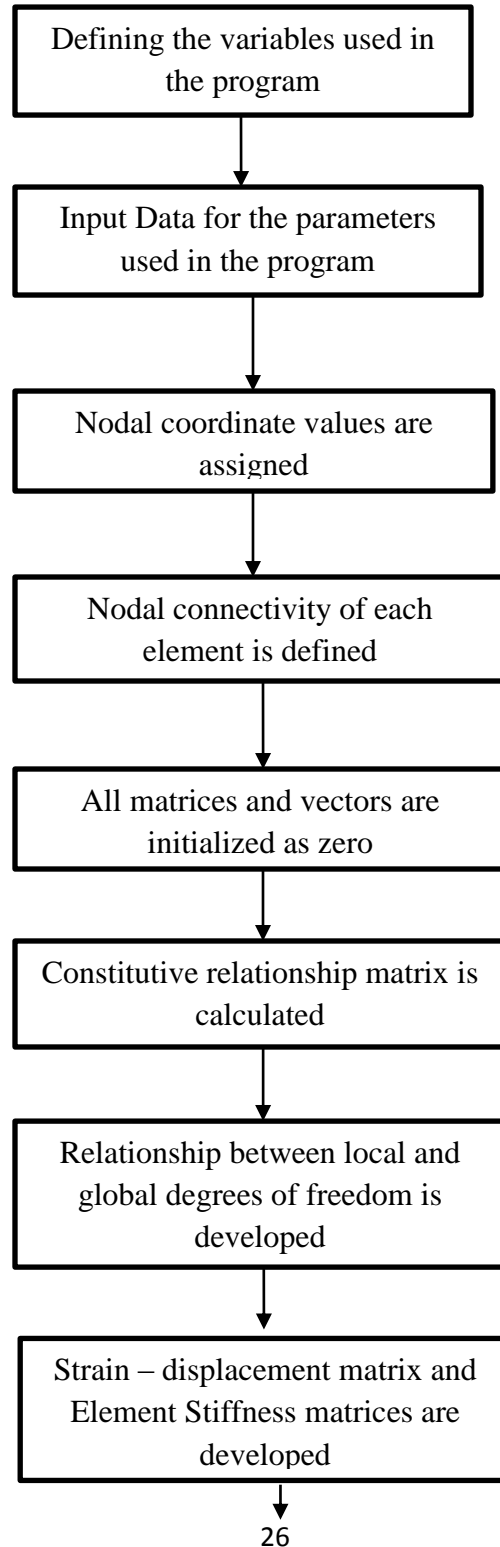 Defining the variables used in
the program
Input Data for the parameters
used in the program
Nodal coordinate values are
assigned
Nodal connectivity of each
element is defined
All matrices and vectors are
initialized as zero
Constitutive relationship matrix is
calculated
Relationship between local and
global degrees of freedom is
developed
Strain – displacement matrix and
Element Stiffness matrices are
developed
26